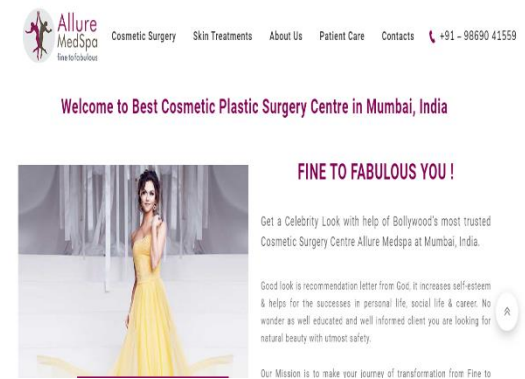 Allure
MedSpa
fine to fabulous
Cosmetic Surgery Skin Treatments About Us Patient Care Contacts +91 – 98690 41559
Welcome to Best Cosmetic Plastic Surgery Centre in Mumbai, India
FINE TO FABULOUS YOU !
Get a Celebrity Look with help of Bollywood's most trusted
Cosmetic Surgery Centre Allure Medspa at Mumbai, India.
Good look is recommendation letter from God, it increases self-esteem
& helps for the successes in personal life, social life & career. No
wonder as well educated and well informed client you are looking for
natural beauty with utmost safety.
Our Mission is to make your journey of transformation from Fine to